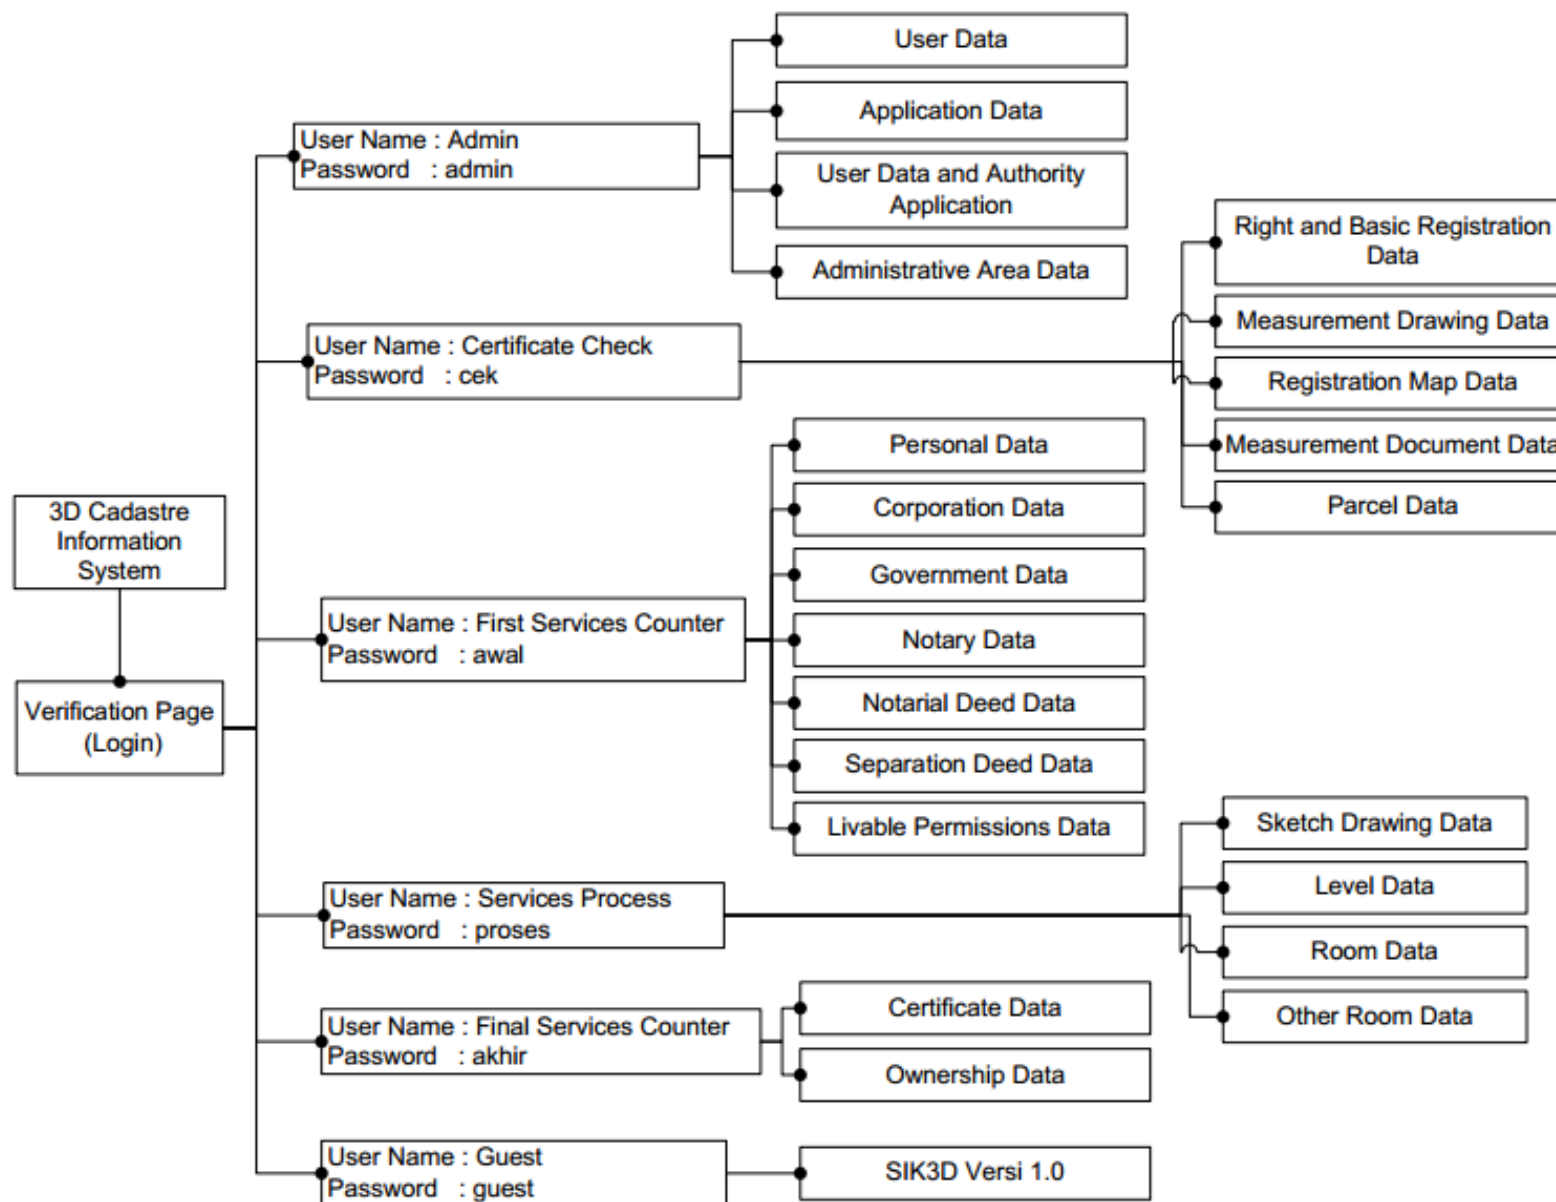 3D Cadastre
Information
System
Verification Page
(Login)
User Name : Admin
Password : admin
User Data
Application Data
User Data and Authority
Application
Administrative Area Data
User Name : Certificate Check
Password : cek
Right and Basic Registration
Data
Measurement Drawing Data
Registration Map Data
Measurement Document Data
Parcel Data
User Name : First Services Counter
Password : awal
Personal Data
Corporation Data
Government Data
Notary Data
Notarial Deed Data
Separation Deed Data
Livable Permissions Data
User Name : Services Process
Password : proses
Sketch Drawing Data
Level Data
Room Data
Other Room Data
User Name : Final Services Counter
Password : akhir
Certificate Data
Ownership Data
User Name : Guest
Password : guest
SIK3D Versi 1.0